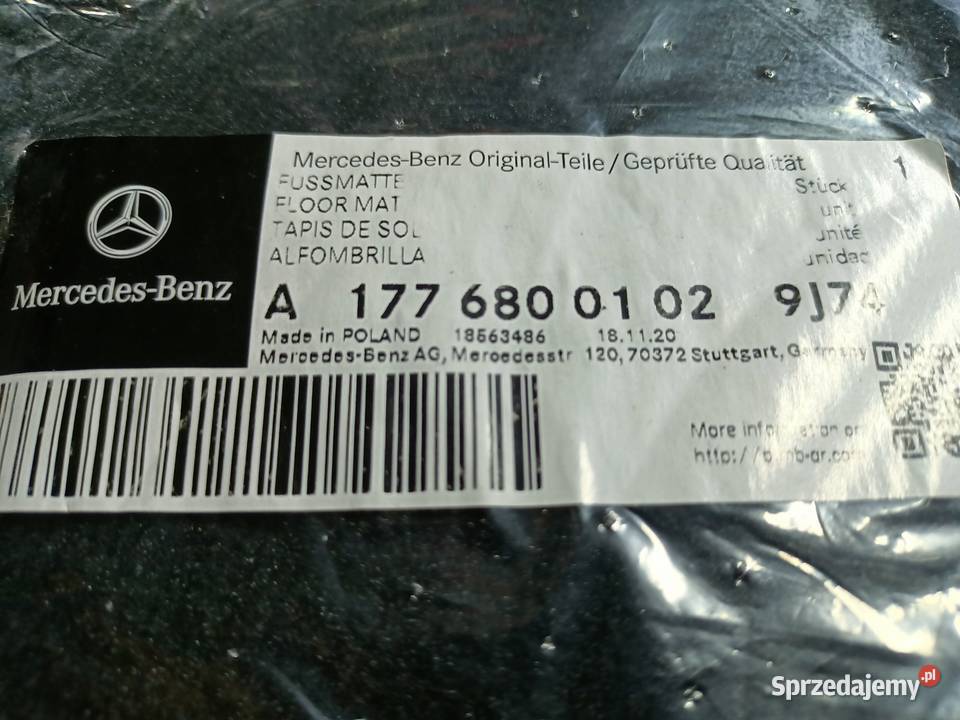 Mercedes-Benz
Mercedes-Benz Original-Teile/Geprüfte Qualität 1
FUSSMATTE Stück
FLOOR MAT unit
TAPIS DE SOL unité
ALFOMBRILLA unidad
A 177 680 01 02 9J74
Made in POLAND 18563486 18.11.20
Mercedes-Benz AG, Mercedesstr 120, 70372 Stuttgart, Germany
More information on
Sprzedajemy.pl